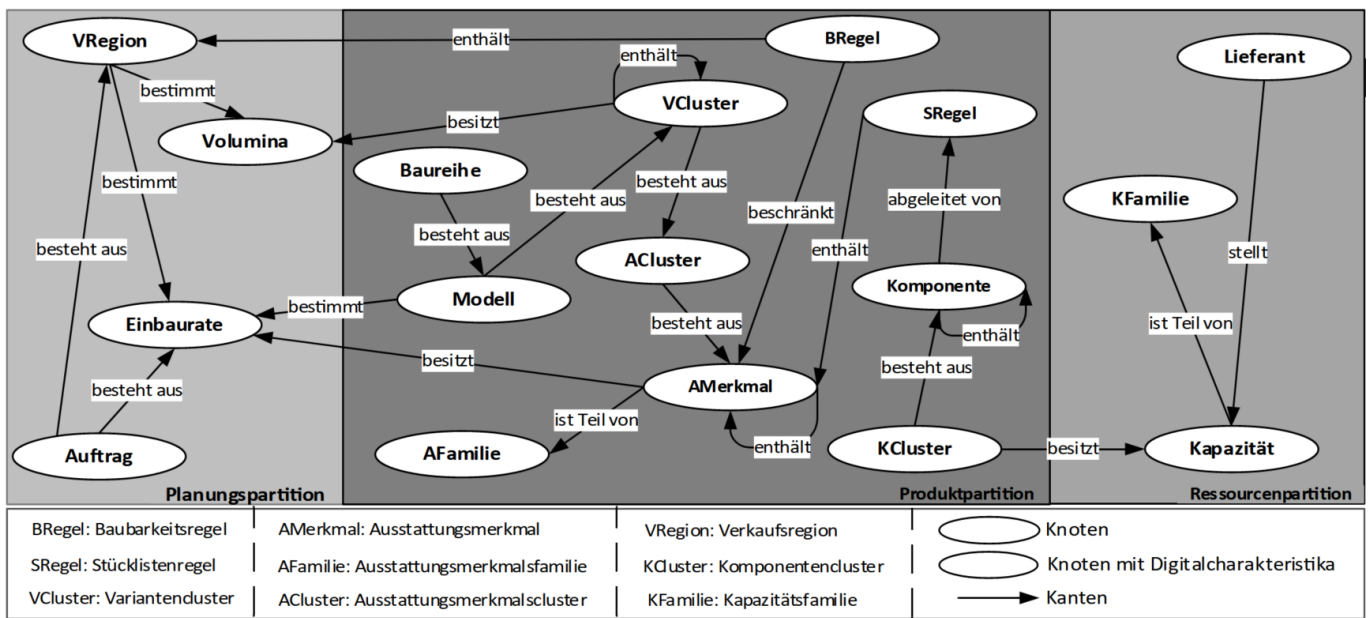 VRegion
enthält
BRegel
Lieferant
enthält
bestimmt
VCluster
SRegel
besitzt
Volumina
Baureihe
bestimmt
besteht aus
besteht aus
abgeleitet von
KFamilie
beschränkt
besteht aus
besteht aus
enthält
stellt
ACluster
Komponente
Modell
bestimmt
Einbaurate
besteht aus
ist Teil von
enthält
besitzt
besteht aus
besteht aus
AMerkmal
ist Teil von
enthält
Auftrag
AFamilie
KCluster
besitzt
Kapazität
Planungspartition
Produktpartition
Ressourcenpartition
BRegel: Baubarkeitsregel
AMerkmal: Ausstattungsmerkmal
VRegion: Verkaufsregion
Knoten
SRegel: Stücklistenregel
AFamilie: Ausstattungsmerkmalsfamilie
KCluster: Komponentencluster
Knoten mit Digitalcharakteristika
VCluster: Variantencluster
ACluster: Ausstattungsmerkmalscluster
KFamilie: Kapazitätsfamilie
Kanten